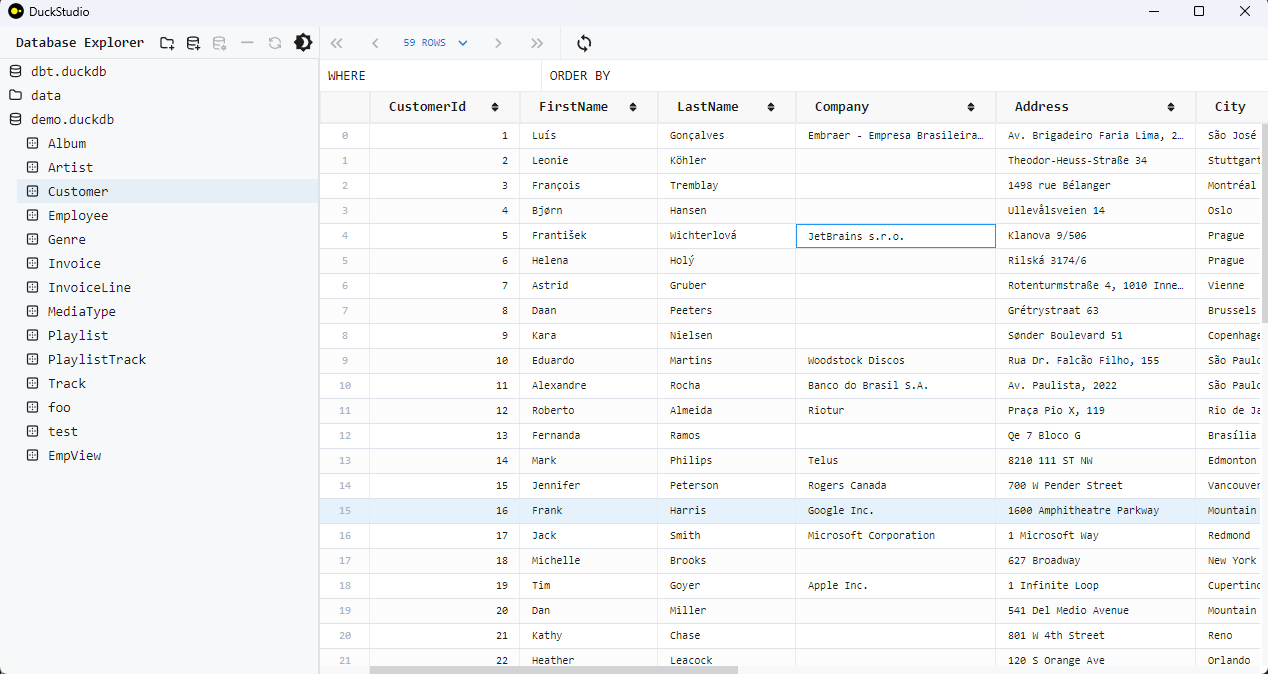 DuckStudio
Database Explorer
59 ROWS
dbt.duckdb
data
demo.duckdb
Album
Artist
Customer
Employee
Genre
Invoice
InvoiceLine
MediaType
Playlist
PlaylistTrack
Track
foo
test
EmpView
WHERE ORDER BY
CustomerId FirstName LastName Company Address City
0 1 Luís Gonçalves Embraer - Empresa Brasileira… Av. Brigadeiro Faria Lima, 2… São José
1 2 Leonie Köhler Theodor-Heuss-Straße 34 Stuttgart
2 3 François Tremblay 1498 rue Bélanger Montréal
3 4 Bjørn Hansen Ullevålsveien 14 Oslo
4 5 František Wichterlová JetBrains s.r.o. Klanova 9/506 Prague
5 6 Helena Holý Rilská 3174/6 Prague
6 7 Astrid Gruber Rotenturmstraße 4, 1010 Inne… Vienne
7 8 Daan Peeters Grétrystraat 63 Brussels
8 9 Kara Nielsen Sønder Boulevard 51 Copenhage
9 10 Eduardo Martins Woodstock Discos Rua Dr. Falcão Filho, 155 São Paulo
10 11 Alexandre Rocha Banco do Brasil S.A. Av. Paulista, 2022 São Paulo
11 12 Roberto Almeida Riotur Praça Pio X, 119 Rio de Ja
12 13 Fernanda Ramos Qe 7 Bloco G Brasília
13 14 Mark Philips Telus 8210 111 ST NW Edmonton
14 15 Jennifer Peterson Rogers Canada 700 W Pender Street Vancouver
15 16 Frank Harris Google Inc. 1600 Amphitheatre Parkway Mountain
16 17 Jack Smith Microsoft Corporation 1 Microsoft Way Redmond
17 18 Michelle Brooks 627 Broadway New York
18 19 Tim Goyer Apple Inc. 1 Infinite Loop Cupertino
19 20 Dan Miller 541 Del Medio Avenue Mountain
20 21 Kathy Chase 801 W 4th Street Reno
21 22 Heather Leacock 120 S Orange Ave Orlando